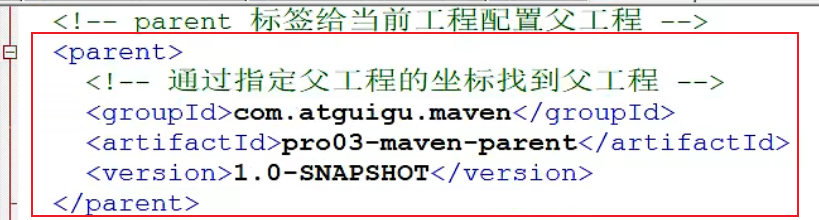 <!-- parent 标签给当前工程配置父工程 -->
<parent>
<!-- 通过指定父工程的坐标找到父工程 -->
<groupId>com.atguigu.maven</groupId>
<artifactId>pro03-maven-parent</artifactId>
<version>1.0-SNAPSHOT</version>
</parent>